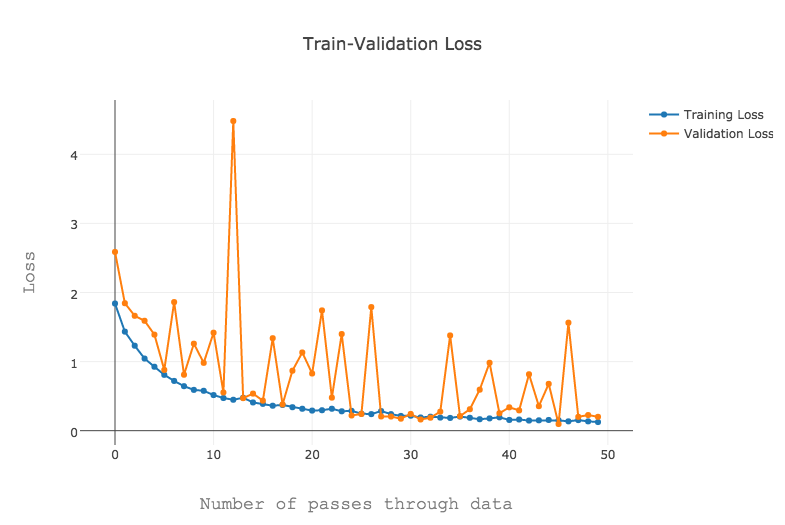 Train-Validation Loss
Training Loss
Validation Loss
4
3
2
1
0
Loss
0 10 20 30 40 50
Number of passes through data